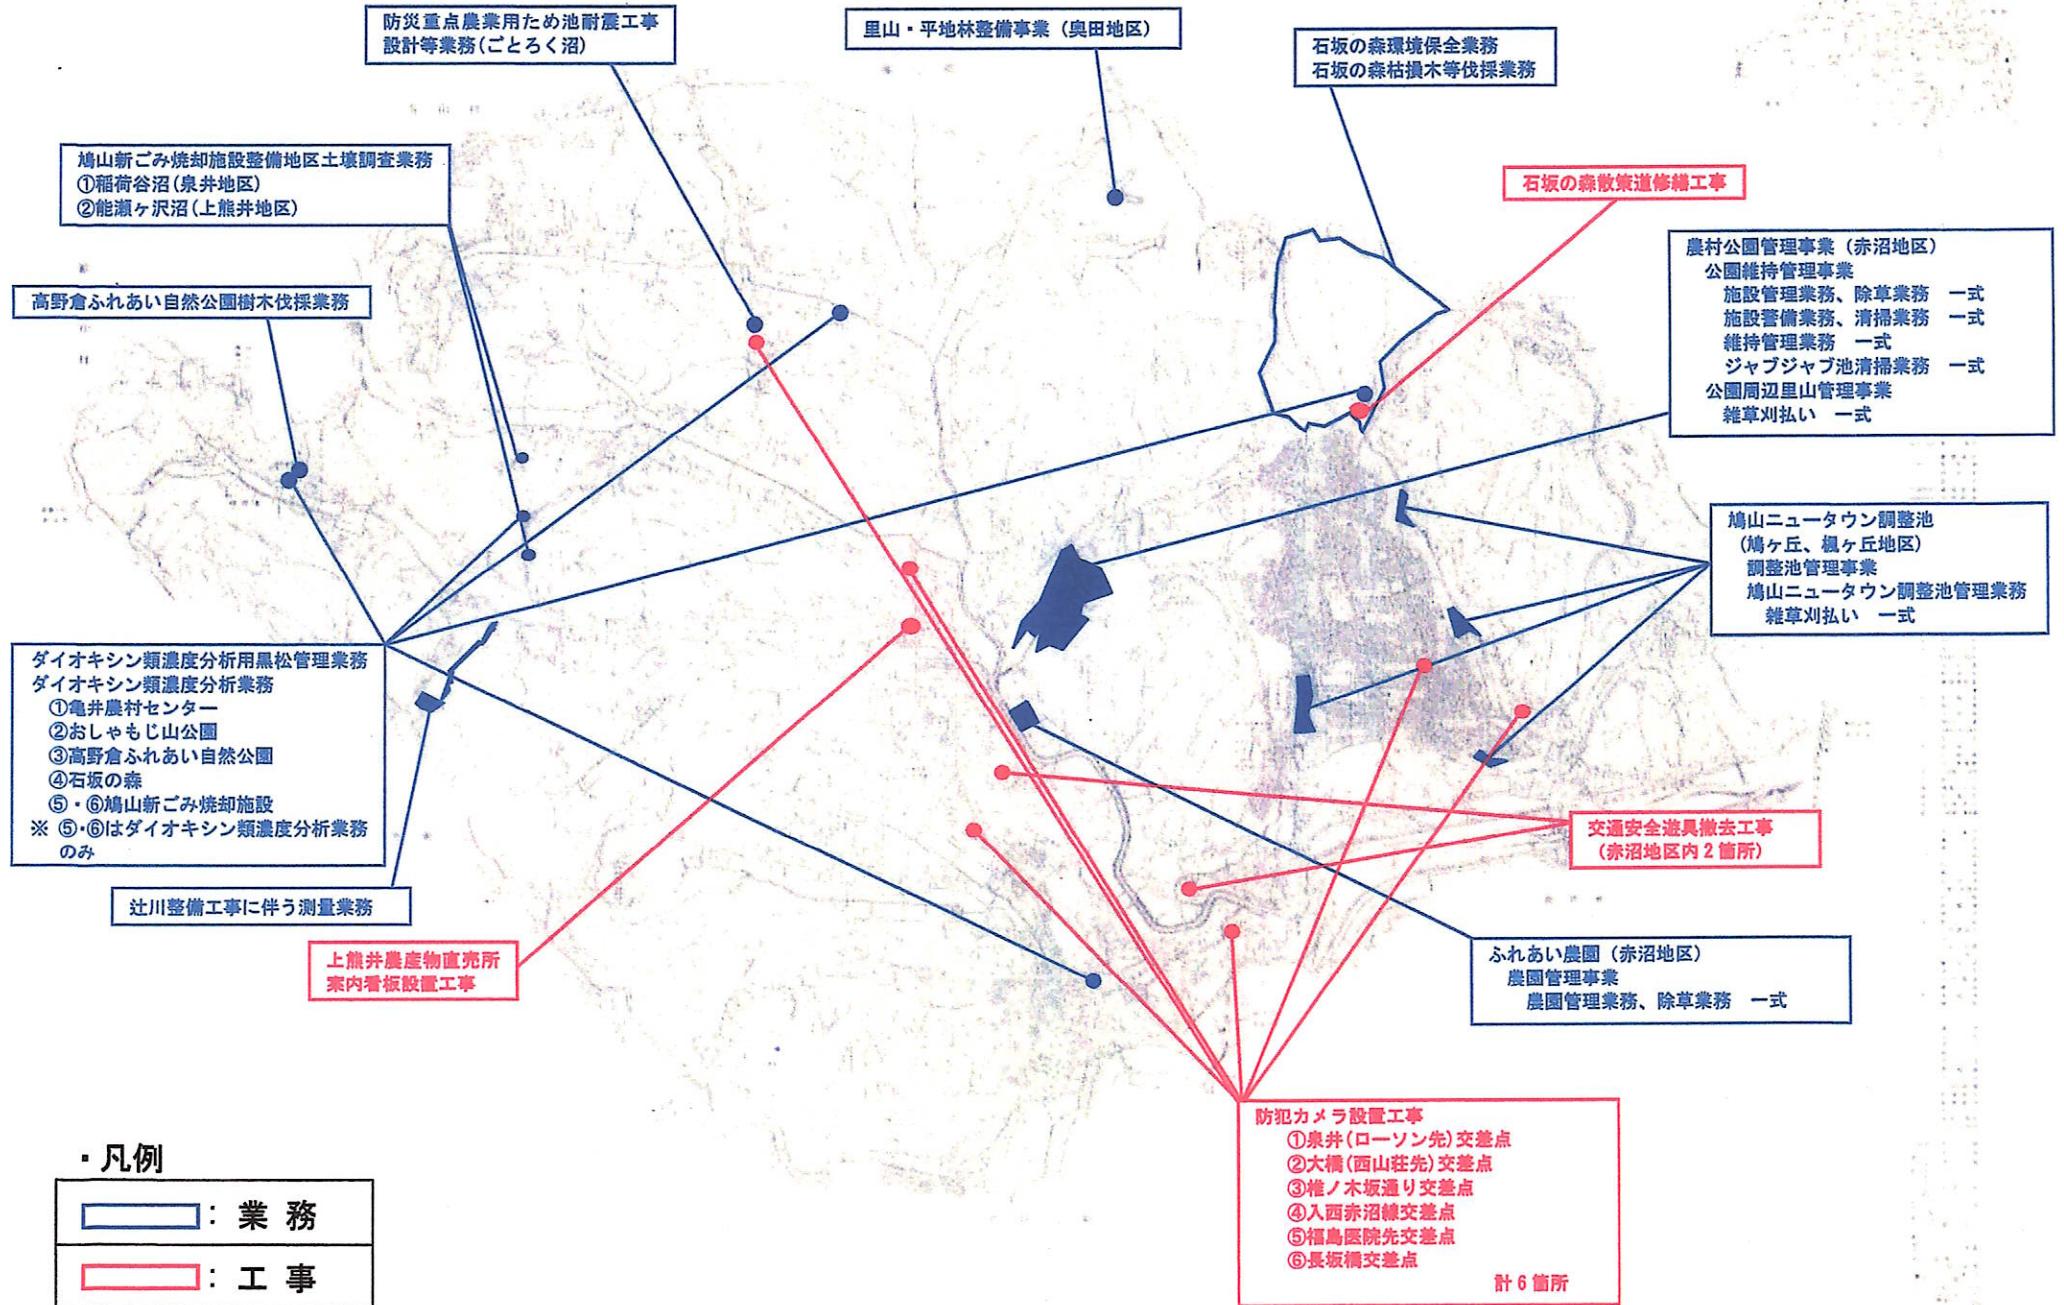 防災重点農業用ため池耐震工事
設計等業務(ごとろく沼)
里山・平地林整備事業(奥田地区)
石坂の森環境保全業務
石坂の森枯損木等伐採業務
鳩山新ごみ焼却施設整備地区土壌調査業務
①稲荷谷沼(泉井地区)
②能瀬ヶ沢沼(上熊井地区)
石坂の森散策道修繕工事
農村公園管理事業(赤沼地区)
公園維持管理事業
施設管理業務、除草業務 一式
施設警備業務、清掃業務 一式
維持管理業務 一式
ジャブジャブ池清掃業務 一式
公園周辺里山管理事業
雑草刈払い 一式
高野倉ふれあい自然公園樹木伐採業務
鳩山ニュータウン調整池
(鳩ヶ丘、楓ヶ丘地区)
調整池管理事業
鳩山ニュータウン調整池管理業務
雑草刈払い 一式
ダイオキシン類濃度分析用黒松管理業務
ダイオキシン類濃度分析業務
①亀井農村センター
②おしゃもじ山公園
③高野倉ふれあい自然公園
④石坂の森
⑤・⑥鳩山新ごみ焼却施設
※ ⑤・⑥はダイオキシン類濃度分析業務
のみ
辻川整備工事に伴う測量業務
交通安全遊具撤去工事
(赤沼地区内2箇所)
上熊井農産物直売所
案内看板設置工事
ふれあい農園(赤沼地区)
農園管理事業
農園管理業務、除草業務 一式
防犯カメラ設置工事
①泉井(ローソン先)交差点
②大橋(西山荘先)交差点
③椎ノ木坂通り交差点
④入西赤沼線交差点
⑤福島医院先交差点
⑥長坂橋交差点
計6箇所
・凡例
: 業務
: 工事